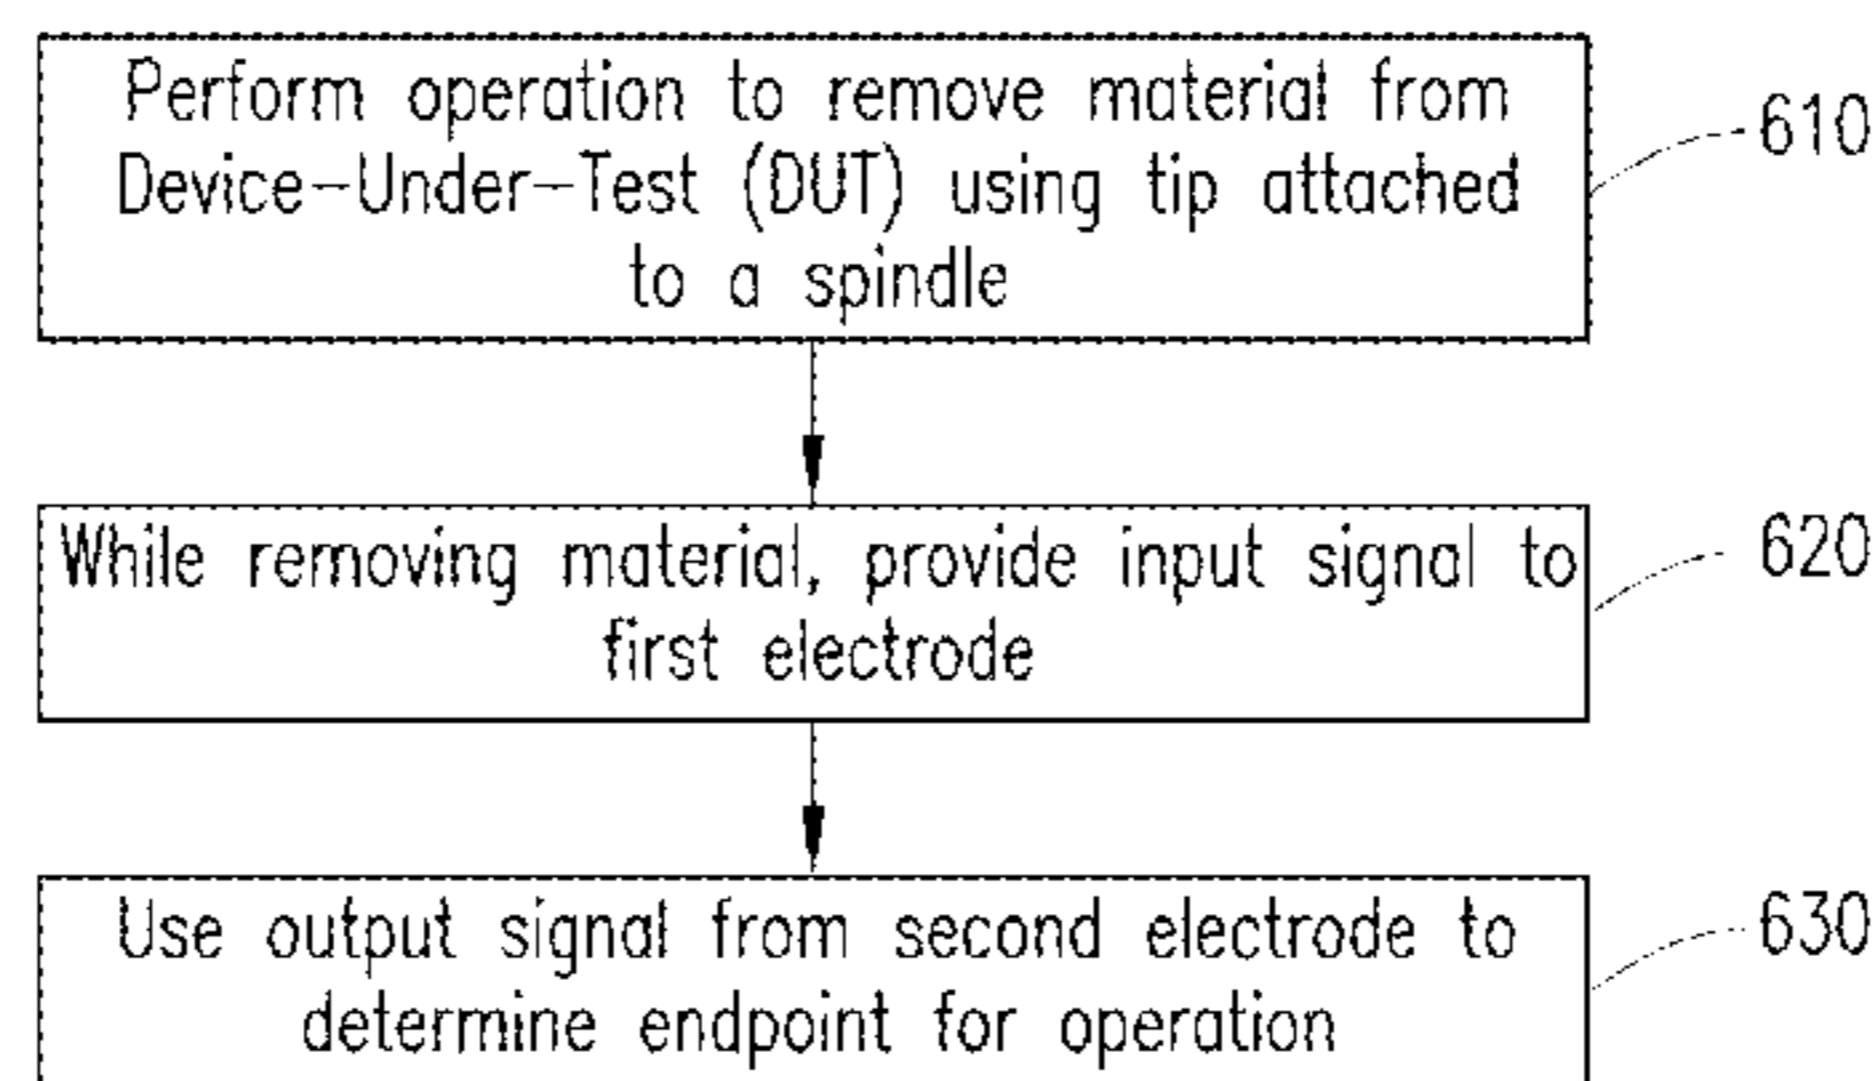 Perform operation to remove material from
Device-Under-Test (DUT) using tip attached
to a spindle
610
While removing material, provide input signal to
first electrode
620
Use output signal from second electrode to
determine endpoint for operation
630